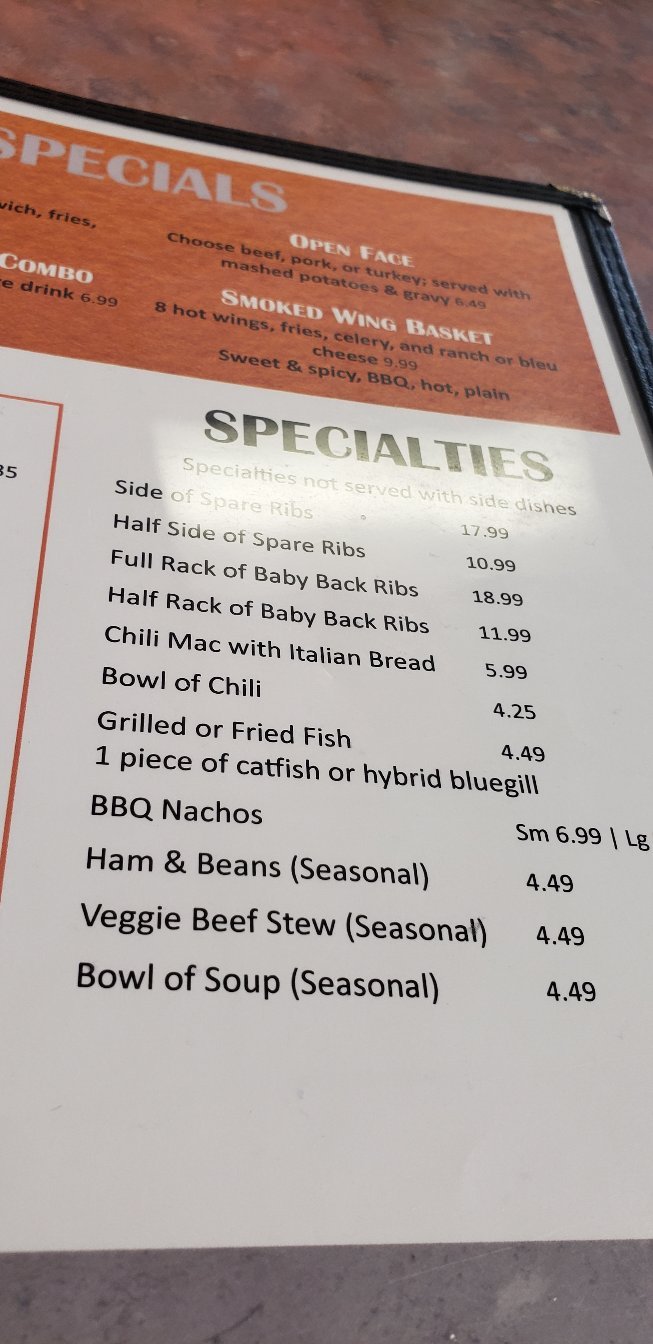 SPECIALS
fries,
COMBO
drink 6.99
OPEN FACE
Choose beef, pork, or turkey; served with
mashed potatoes & gravy 6.49
SMOKED WING BASKET
8 hot wings, fries, celery, and ranch or bleu
cheese 9.99
Sweet & spicy, BBQ, hot, plain
SPECIALTIES
Specialties not served with side dishes
Side of Spare Ribs 17.99
Half Side of Spare Ribs 10.99
Full Rack of Baby Back Ribs 18.99
Half Rack of Baby Back Ribs 11.99
Chili Mac with Italian Bread 5.99
Bowl of Chili 4.25
Grilled or Fried Fish 4.49
1 piece of catfish or hybrid bluegill
BBQ Nachos Sm 6.99 | Lg
Ham & Beans (Seasonal) 4.49
Veggie Beef Stew (Seasonal) 4.49
Bowl of Soup (Seasonal) 4.49